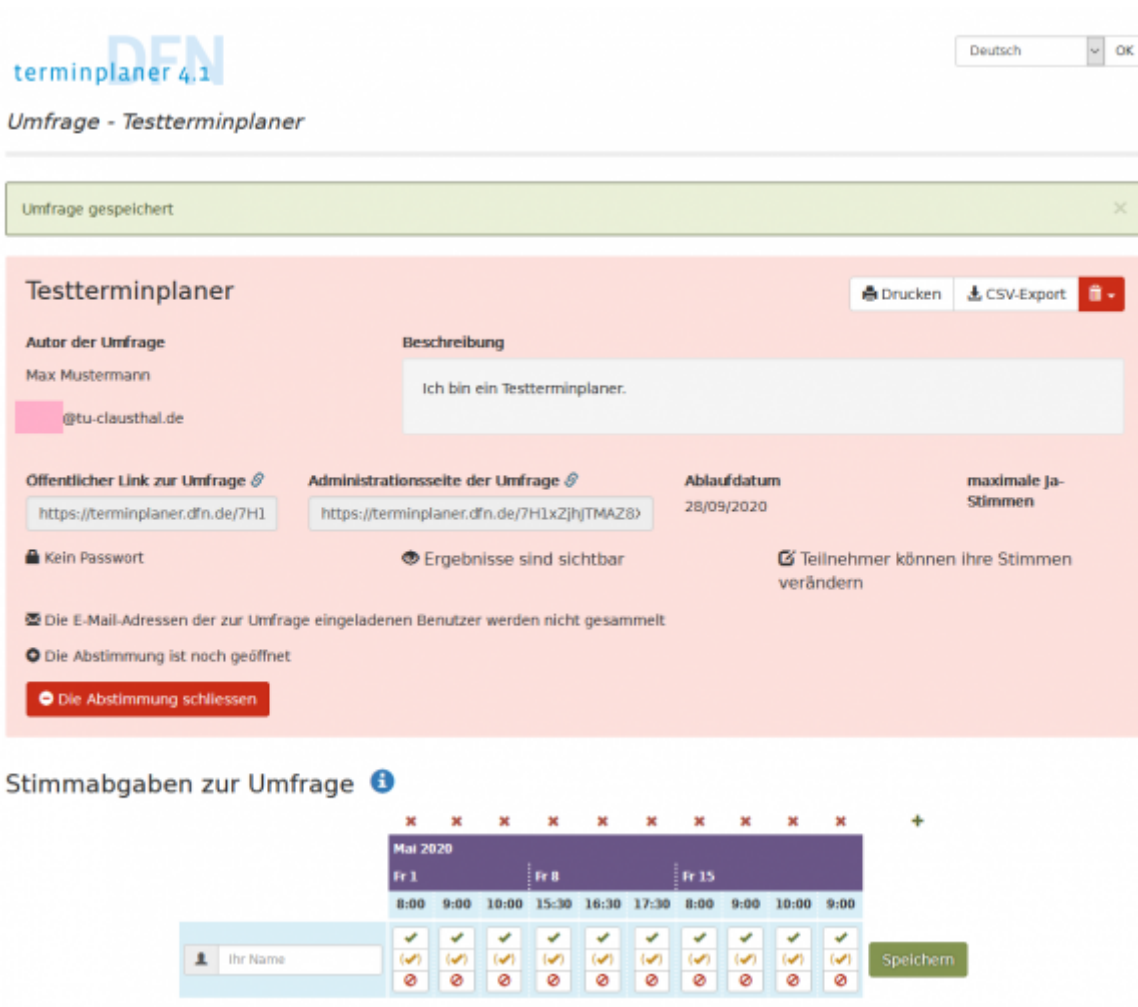 DFN
terminplaner 4.1
Deutsch OK
Umfrage - Testterminplaner
Umfrage gespeichert ×
Testterminplaner
Drucken CSV-Export
Autor der Umfrage Beschreibung
Max Mustermann Ich bin ein Testterminplaner.
@tu-clausthal.de
Öffentlicher Link zur Umfrage Administrationsseite der Umfrage Ablaufdatum maximale Ja-
Stimmen
https://terminplaner.dfn.de/7H1 https://terminplaner.dfn.de/7H1xZjhjTMAZ8X 28/09/2020
Kein Passwort Ergebnisse sind sichtbar Teilnehmer können ihre Stimmen
verändern
Die E-Mail-Adressen der zur Umfrage eingeladenen Benutzer werden nicht gesammelt
Die Abstimmung ist noch geöffnet
Die Abstimmung schliessen
Stimmabgaben zur Umfrage
Mai 2020
Fr 1 Fr 8 Fr 15
8:00 9:00 10:00 15:30 16:30 17:30 8:00 9:00 10:00 9:00
Ihr Name Speichern